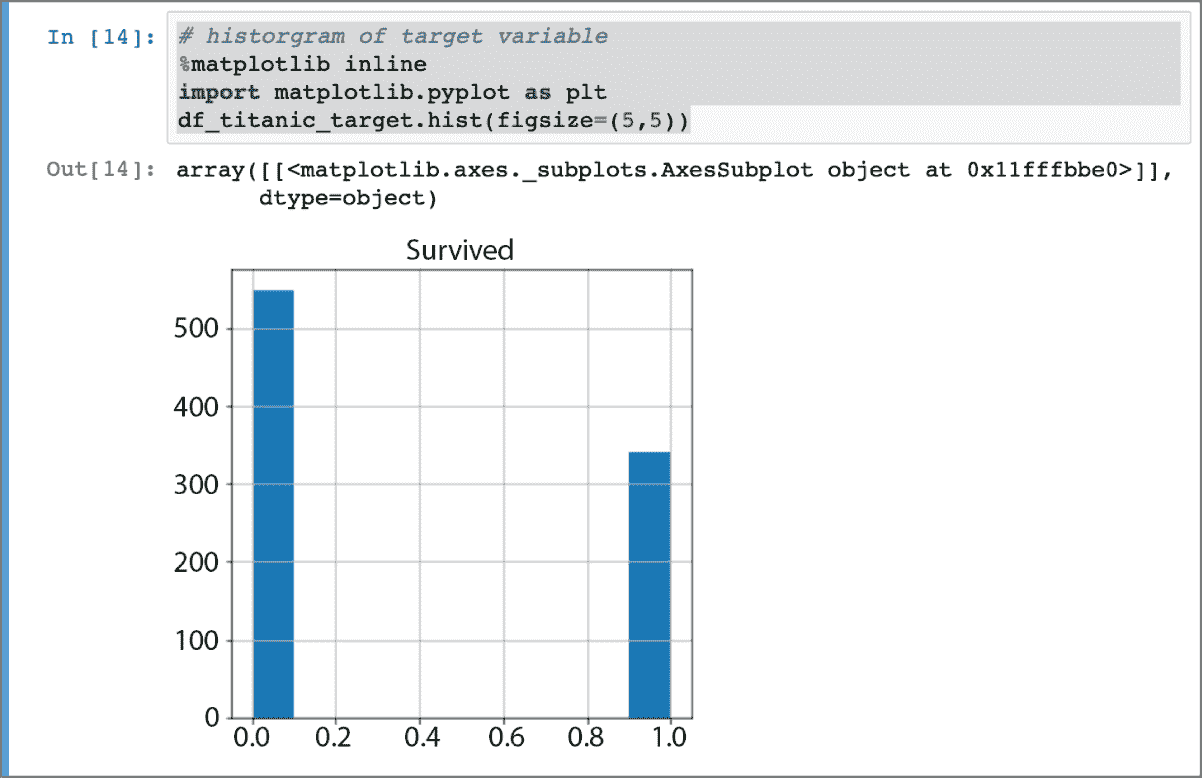 In [14]: # historgram of target variable
%matplotlib inline
import matplotlib.pyplot as plt
df_titanic_target.hist(figsize=(5,5))
Out[14]: array([[<matplotlib.axes._subplots.AxesSubplot object at 0x11fffbbe0>]],
dtype=object)
Survived
500
400
300
200
100
0
0.0 0.2 0.4 0.6 0.8 1.0